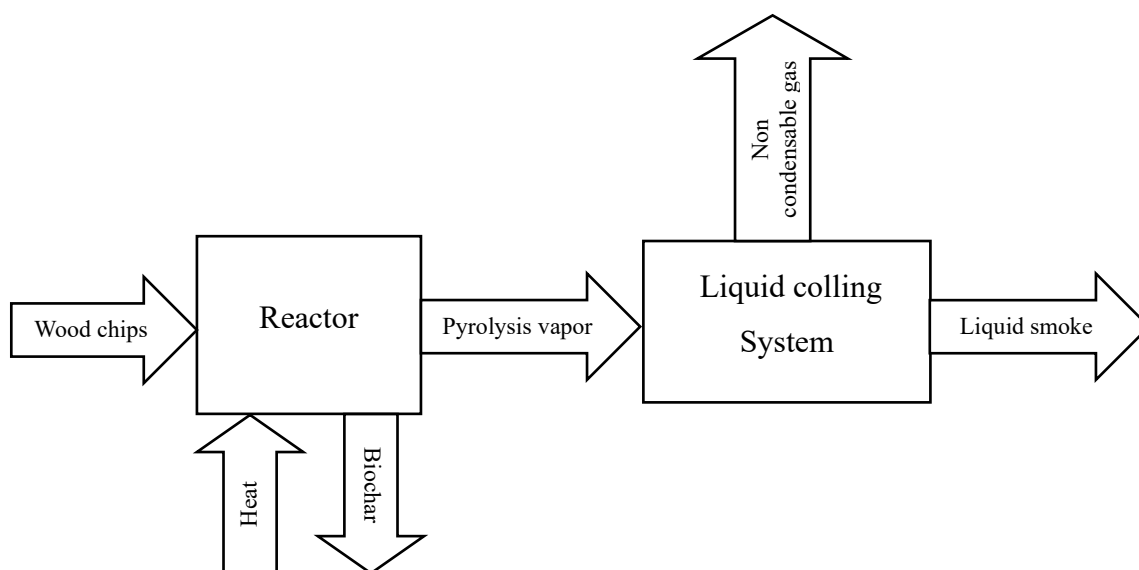 Non
condensable gas
Wood chips
Reactor
Pyrolysis vapor
Liquid colling
System
Liquid smoke
Heat
Biochar